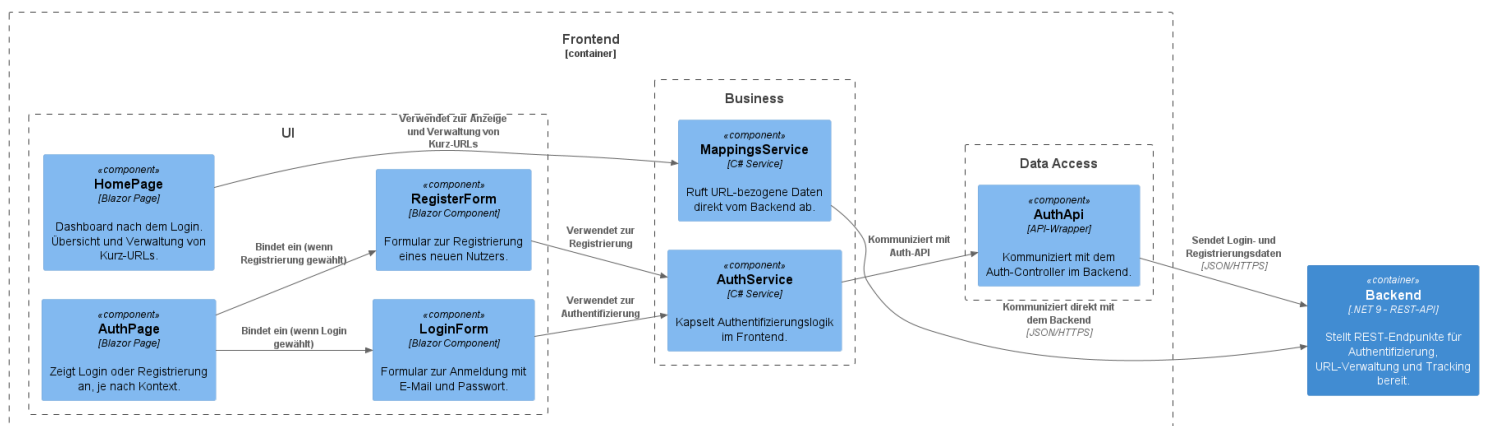 Frontend
[container]
UI
«component»
HomePage
[Blazor Page]
Dashboard nach dem Login.
Übersicht und Verwaltung von
Kurz-URLs.
«component»
AuthPage
[Blazor Page]
Zeigt Login oder Registrierung
an, je nach Kontext.
Verwendet zur Anzeige
und Verwaltung von
Kurz-URLs
Bindet ein (wenn
Registrierung gewählt)
Bindet ein (wenn Login
gewählt)
«component»
RegisterForm
[Blazor Component]
Formular zur Registrierung
eines neuen Nutzers.
«component»
LoginForm
[Blazor Component]
Formular zur Anmeldung mit
E-Mail und Passwort.
Verwendet zur
Registrierung
Verwendet zur
Authentifizierung
Business
«component»
MappingsService
[C# Service]
Ruft URL-bezogene Daten
direkt vom Backend ab.
«component»
AuthService
[C# Service]
Kapselt Authentifizierungslogik
im Frontend.
Kommuniziert mit
Auth-API
Data Access
«component»
AuthApi
[API-Wrapper]
Kommuniziert mit dem
Auth-Controller im Backend.
Kommuniziert direkt mit
dem Backend
[JSON/HTTPS]
Sendet Login- und
Registrierungsdaten
[JSON/HTTPS]
«container»
Backend
[.NET 9 - REST-API]
Stellt REST-Endpunkte für
Authentifizierung,
URL-Verwaltung und Tracking
bereit.